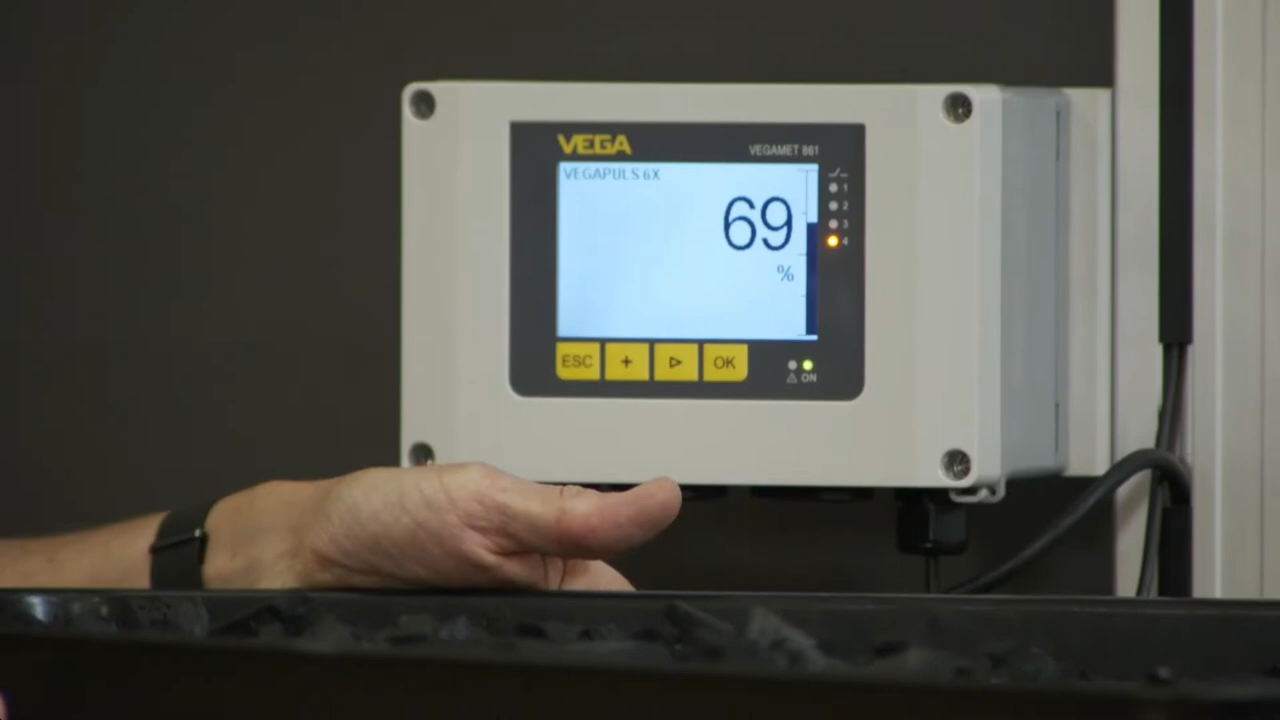 VEGA
VEGAMET 861
VEGAPULS 6X
69
%
1
2
3
4
ESC + ▷ OK
ON